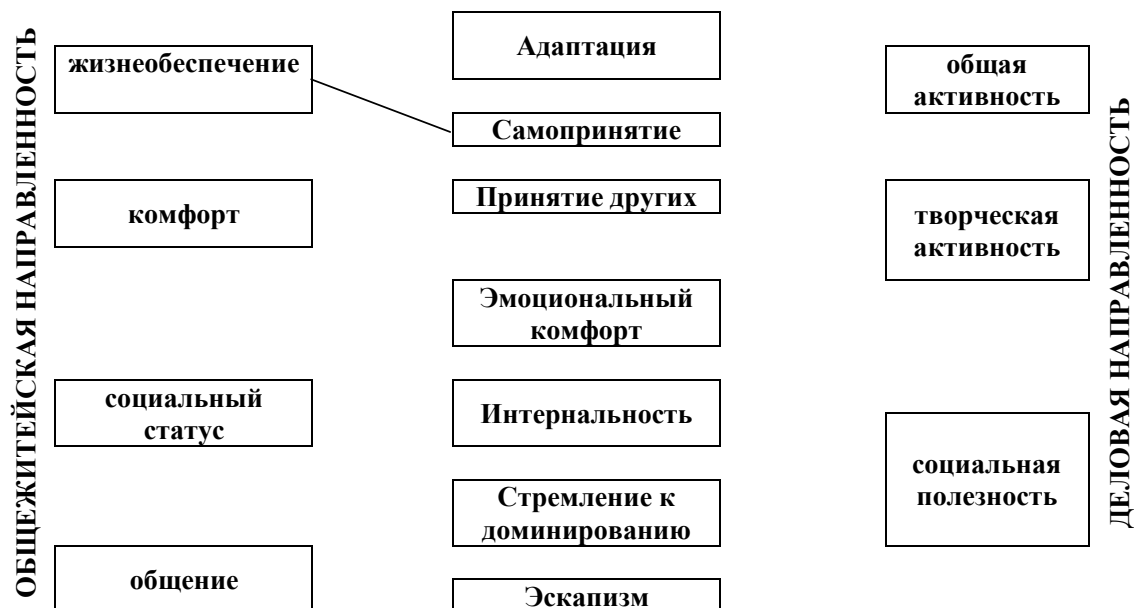 ОБЩЕЖИТЕЙСКАЯ НАПРАВЛЕННОСТЬ
жизнеобеспечение
комфорт
социальный
статус
общение
Адаптация
Самопринятие
Принятие других
Эмоциональный
комфорт
Интернальность
Стремление к
доминированию
Эскапизм
общая
активность
творческая
активность
социальная
полезность
ДЕЛОВАЯ НАПРАВЛЕННОСТЬ